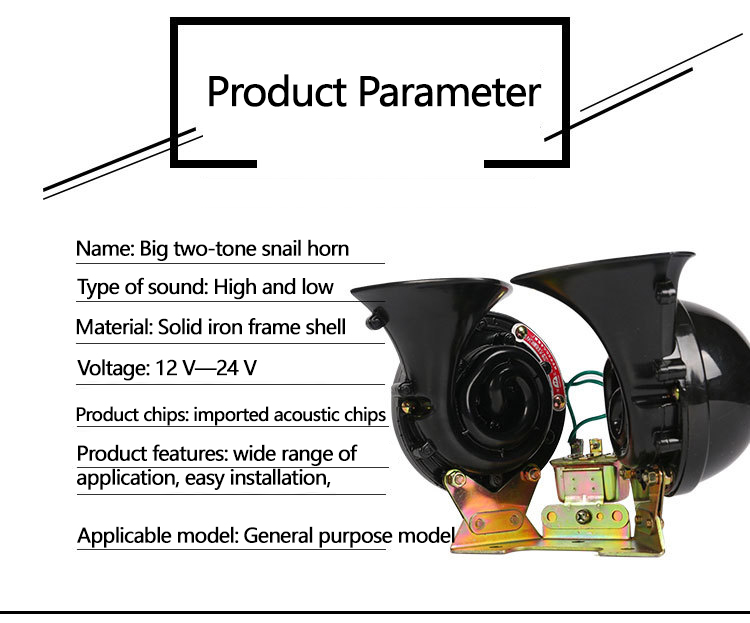 Product Parameter
Name: Big two-tone snail horn
Type of sound: High and low
Material: Solid iron frame shell
Voltage: 12 V—24 V
Product chips: imported acoustic chips
Product features: wide range of
application, easy installation,
Applicable model: General purpose model